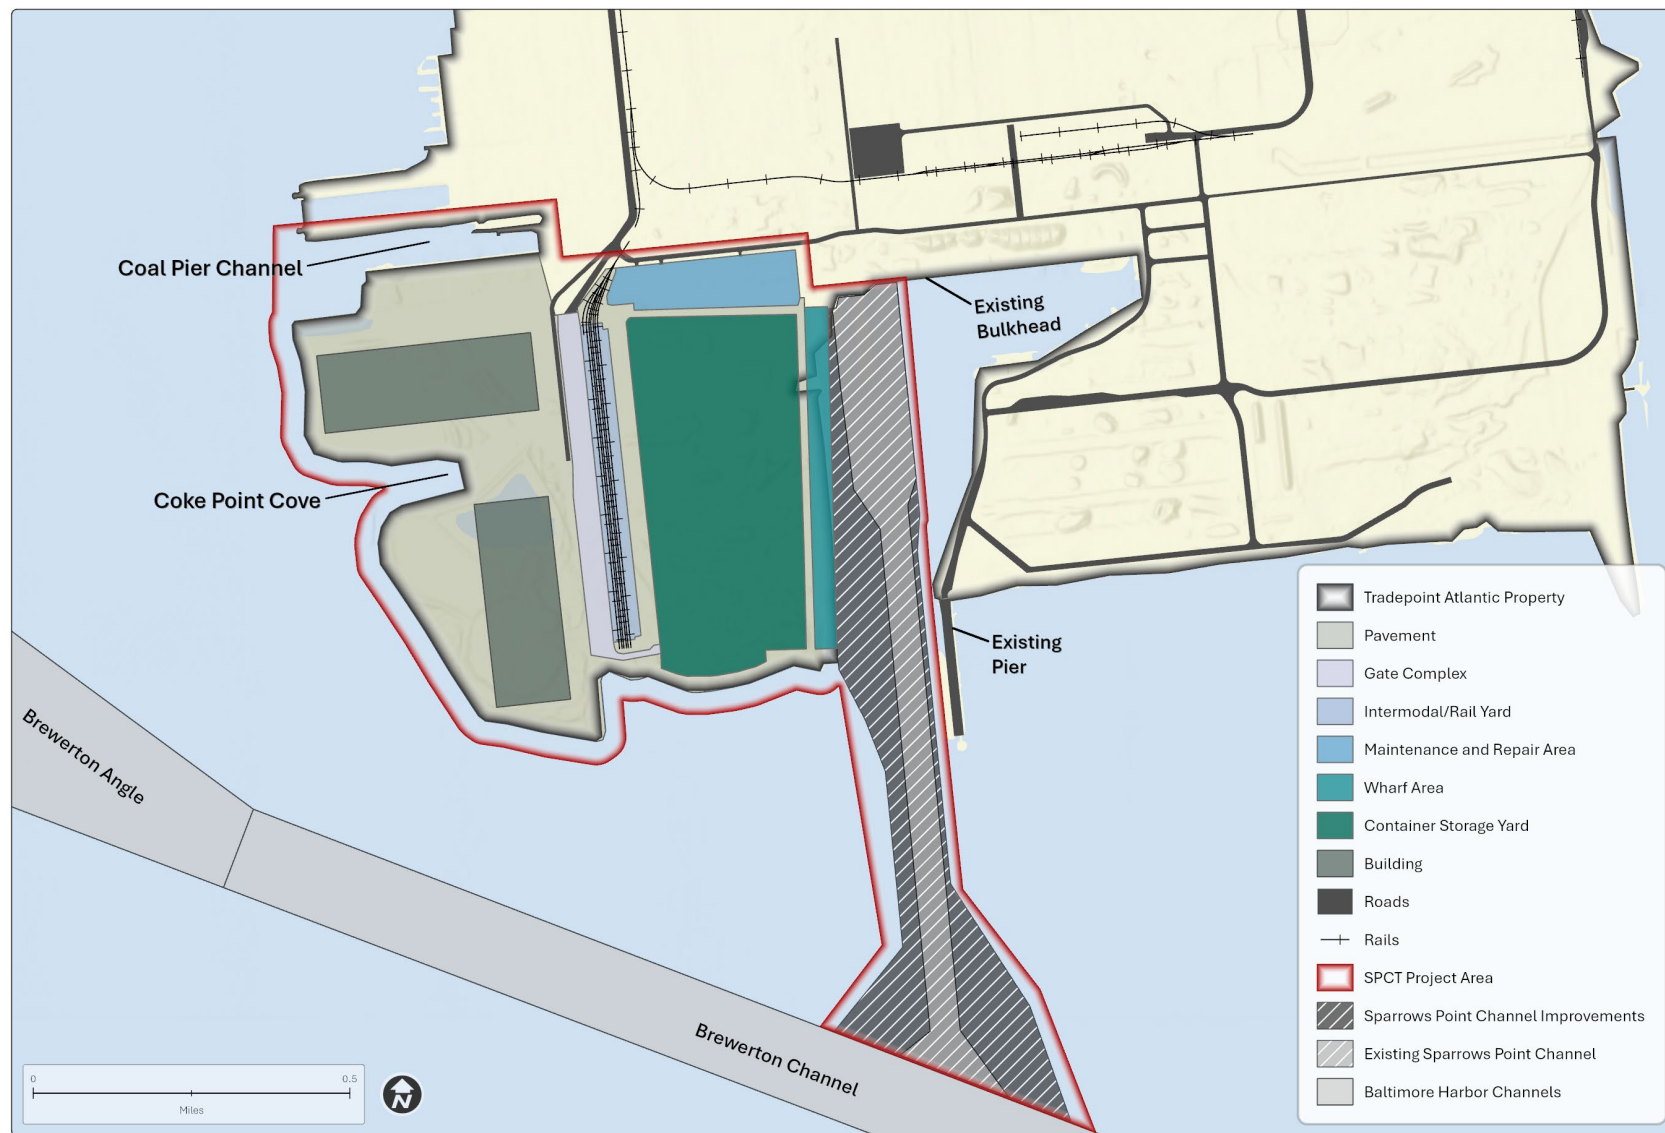 Coal Pier Channel
Existing
Bulkhead
Coke Point Cove
Existing
Pier
Brewerton Angle
Brewerton Channel
Tradepoint Atlantic Property
Pavement
Gate Complex
Intermodal/Rail Yard
Maintenance and Repair Area
Wharf Area
Container Storage Yard
Building
Roads
Rails
SPCT Project Area
Sparrows Point Channel Improvements
Existing Sparrows Point Channel
Baltimore Harbor Channels
0 0.5
Miles
N